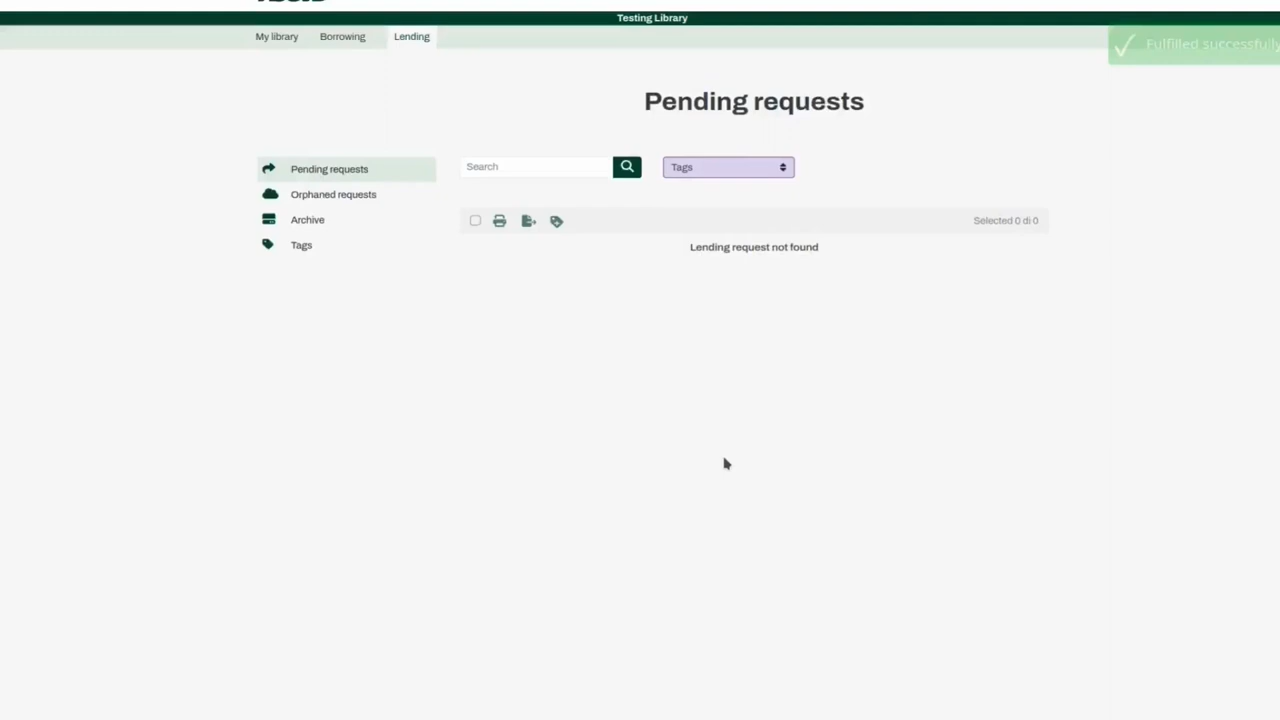 Testing Library
My library Borrowing Lending
Fulfilled successfully
Pending requests
Pending requests
Orphaned requests
Archive
Tags
Search
Tags
Selected 0 di 0
Lending request not found